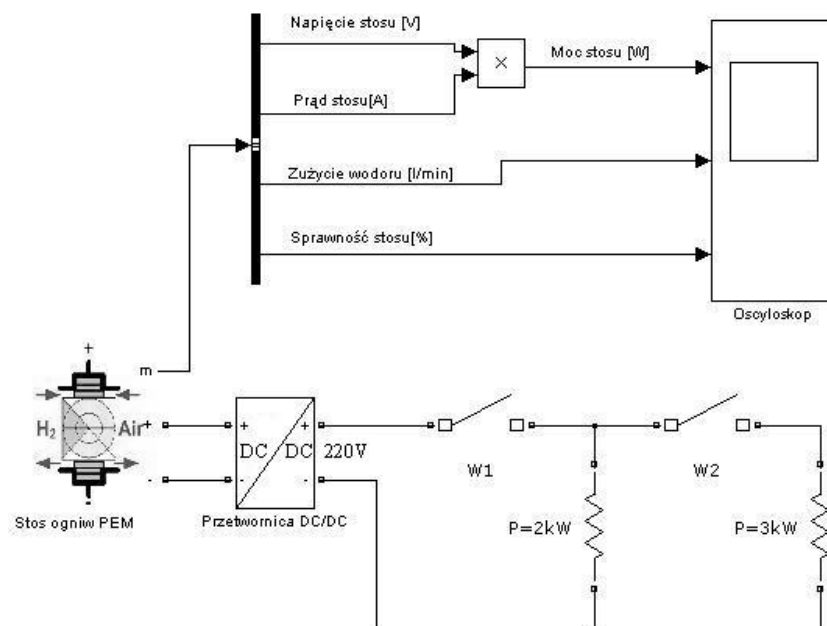 Napięcie stosu [V]
×
Moc stosu [W]
Prąd stosu[A]
Zużycie wodoru [l/min]
Sprawność stosu[%]
Oscyloskop
+
m
H2
Air
+
-
-
Stos ogniw PEM
+
+
DC
DC
220V
-
-
Przetwornica DC/DC
W1
W2
P=2kW
P=3kW